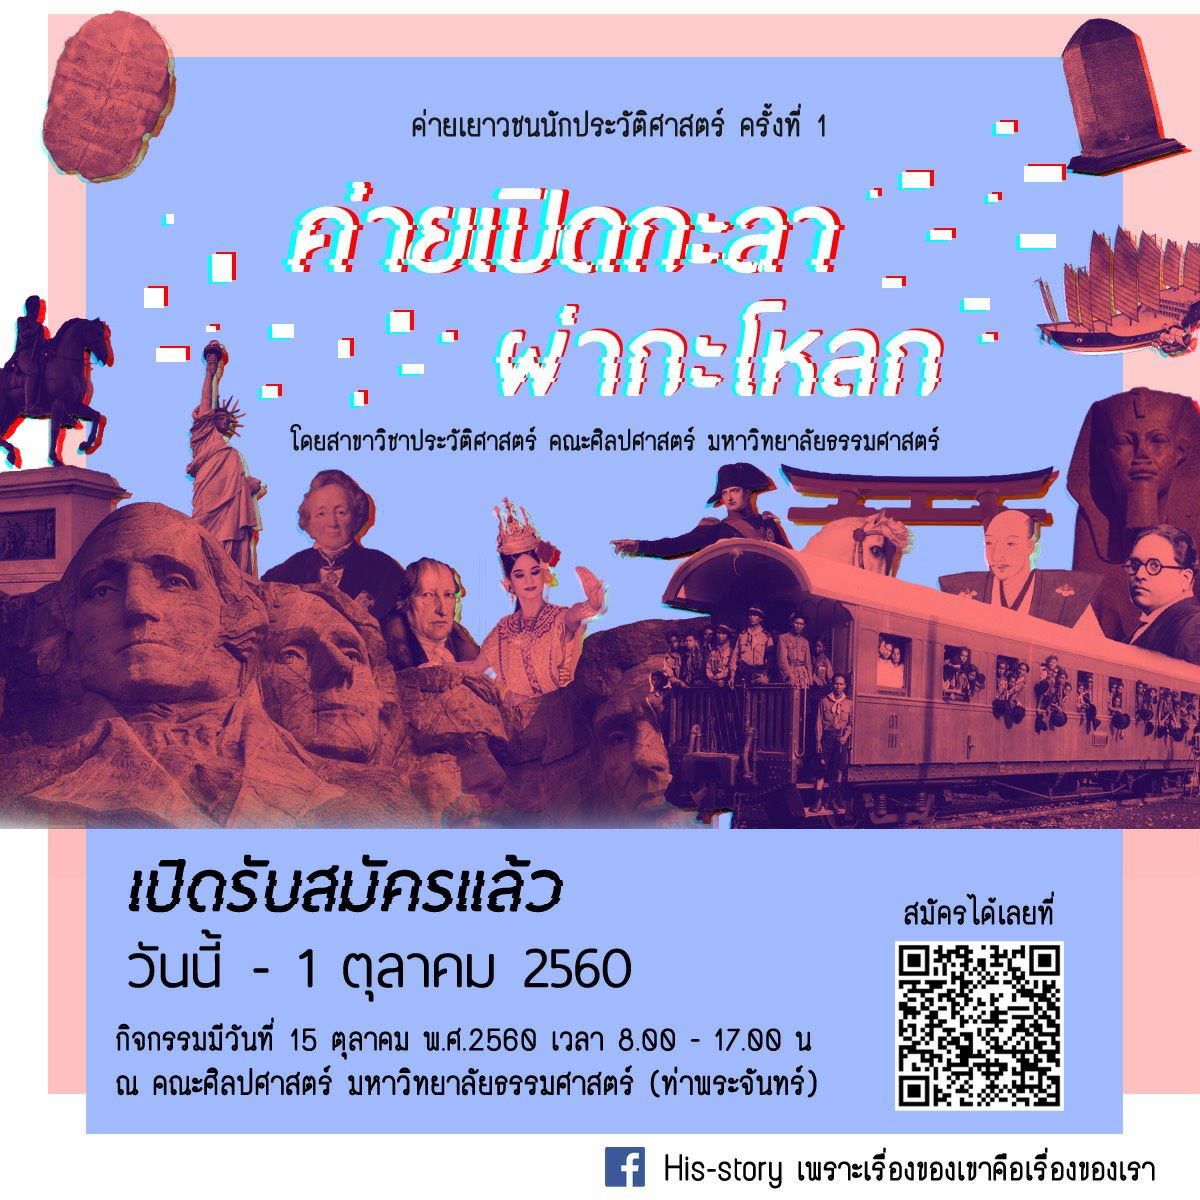 ค่ายเยาวชนนักประวัติศาสตร์ ครั้งที่ 1
ค่ายเปิดกะลา
ผ่ากะโหลก
โดยสาขาวิชาประวัติศาสตร์ คณะศิลปศาสตร์ มหาวิทยาลัยธรรมศาสตร์
เปิดรับสมัครแล้ว
วันนี้ - 1 ตุลาคม 2560
สมัครได้เลยที่
กิจกรรมมีวันที่ 15 ตุลาคม พ.ศ.2560 เวลา 8.00 - 17.00 น
ณ คณะศิลปศาสตร์ มหาวิทยาลัยธรรมศาสตร์ (ท่าพระจันทร์)
His-story เพราะเรื่องของเขาคือเรื่องของเรา